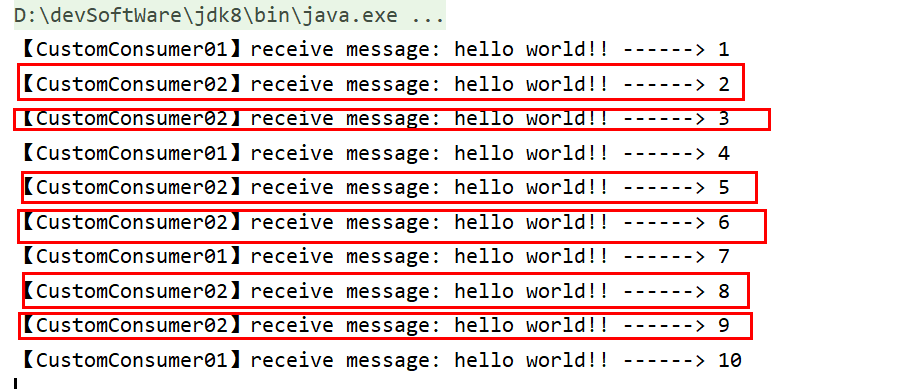 D:\devSoftWare\jdk8\bin\java.exe ...
【CustomConsumer01】receive message: hello world!! ------> 1
【CustomConsumer02】receive message: hello world!! ------> 2
【CustomConsumer02】receive message: hello world!! ------> 3
【CustomConsumer01】receive message: hello world!! ------> 4
【CustomConsumer02】receive message: hello world!! ------> 5
【CustomConsumer02】receive message: hello world!! ------> 6
【CustomConsumer01】receive message: hello world!! ------> 7
【CustomConsumer02】receive message: hello world!! ------> 8
【CustomConsumer02】receive message: hello world!! ------> 9
【CustomConsumer01】receive message: hello world!! ------> 10